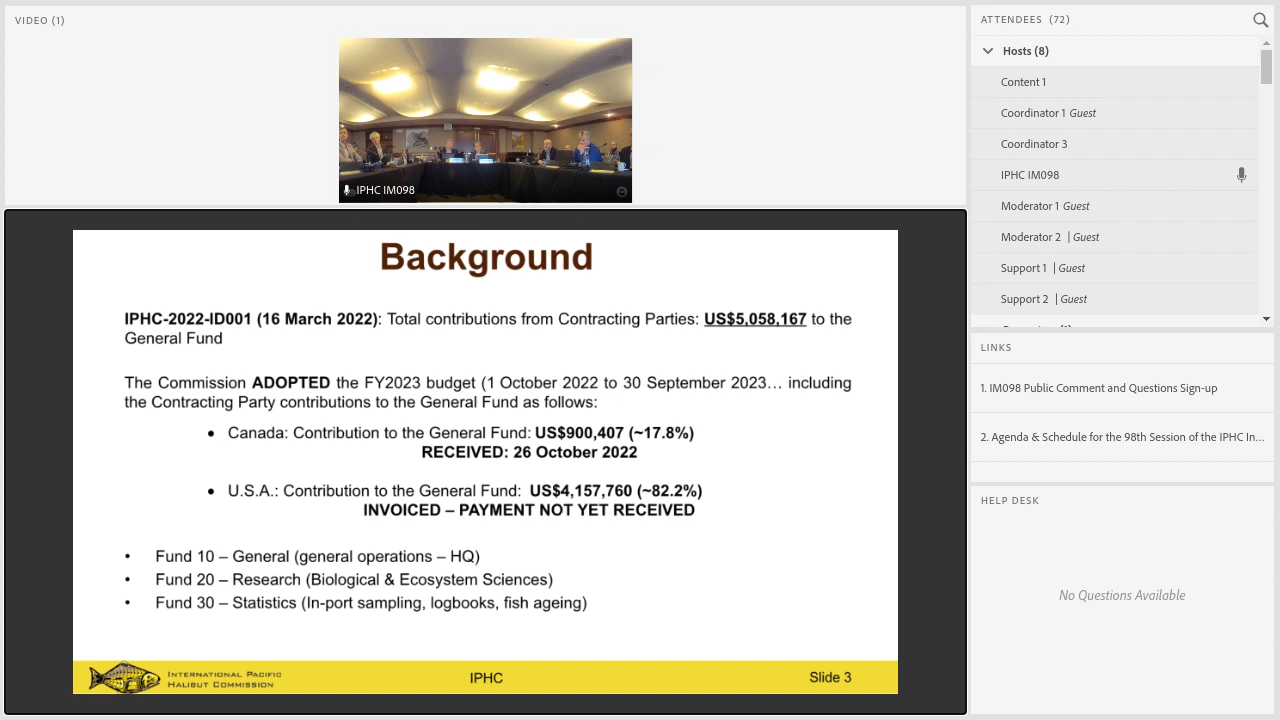 VIDEO (1)
IPHC IM098
Background
IPHC-2022-ID001 (16 March 2022): Total contributions from Contracting Parties: US$5,058,167 to the
General Fund
The Commission ADOPTED the FY2023 budget (1 October 2022 to 30 September 2023… including
the Contracting Party contributions to the General Fund as follows:
• Canada: Contribution to the General Fund: US$900,407 (~17.8%)
RECEIVED: 26 October 2022
• U.S.A.: Contribution to the General Fund: US$4,157,760 (~82.2%)
INVOICED – PAYMENT NOT YET RECEIVED
• Fund 10 – General (general operations – HQ)
• Fund 20 – Research (Biological & Ecosystem Sciences)
• Fund 30 – Statistics (In-port sampling, logbooks, fish ageing)
INTERNATIONAL PACIFIC
HALIBUT COMMISSION
IPHC
Slide 3
ATTENDEES (72)
Hosts (8)
Content 1
Coordinator 1 Guest
Coordinator 3
IPHC IM098
Moderator 1 Guest
Moderator 2 | Guest
Support 1 | Guest
Support 2 | Guest
LINKS
1. IM098 Public Comment and Questions Sign-up
2. Agenda & Schedule for the 98th Session of the IPHC In...
HELP DESK
No Questions Available